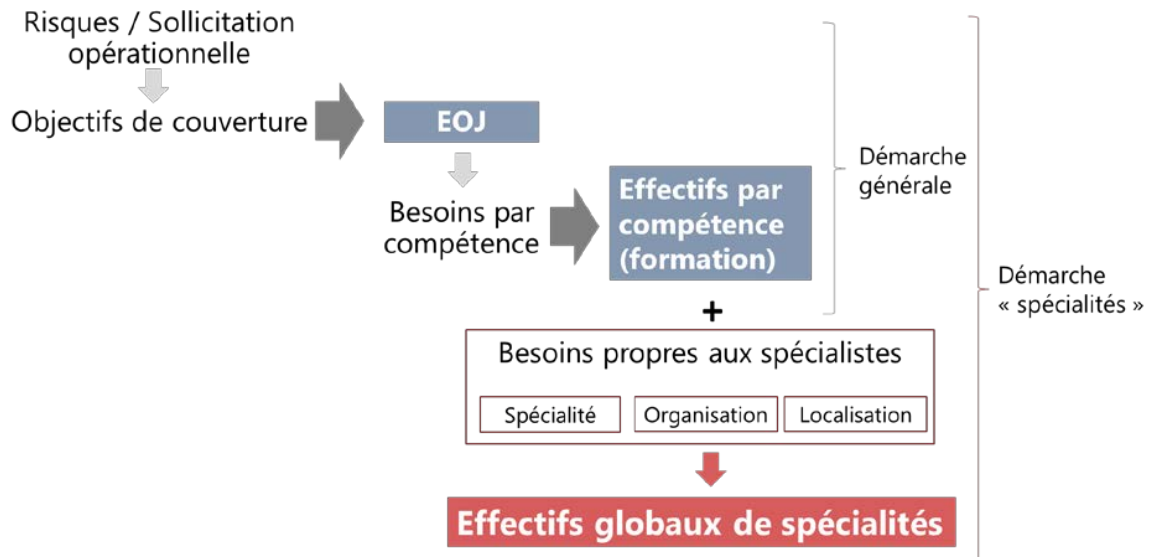 Risques / Sollicitation
opérationnelle
Objectifs de couverture
EOJ
Besoins par
compétence
Effectifs par
compétence
(formation)
Démarche
générale
+
Démarche
« spécialités »
Besoins propres aux spécialistes
Spécialité
Organisation
Localisation
Effectifs globaux de spécialités